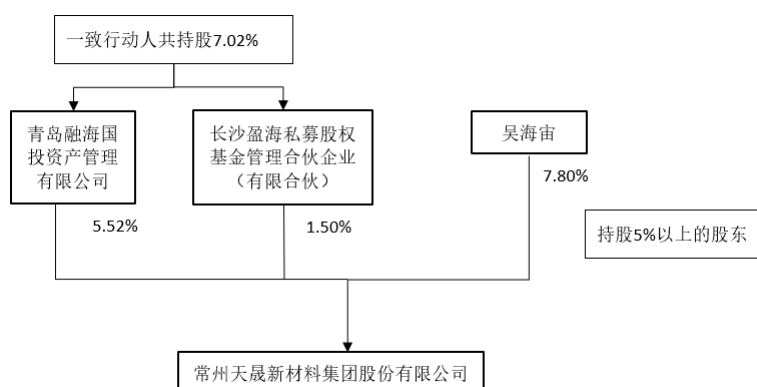 一致行动人共持股7.02%
青岛融海国
投资产管理
有限公司
长沙盈海私募股权
基金管理合伙企业
（有限合伙）
吴海宙
5.52%
1.50%
7.80%
持股5%以上的股东
常州天晟新材料集团股份有限公司